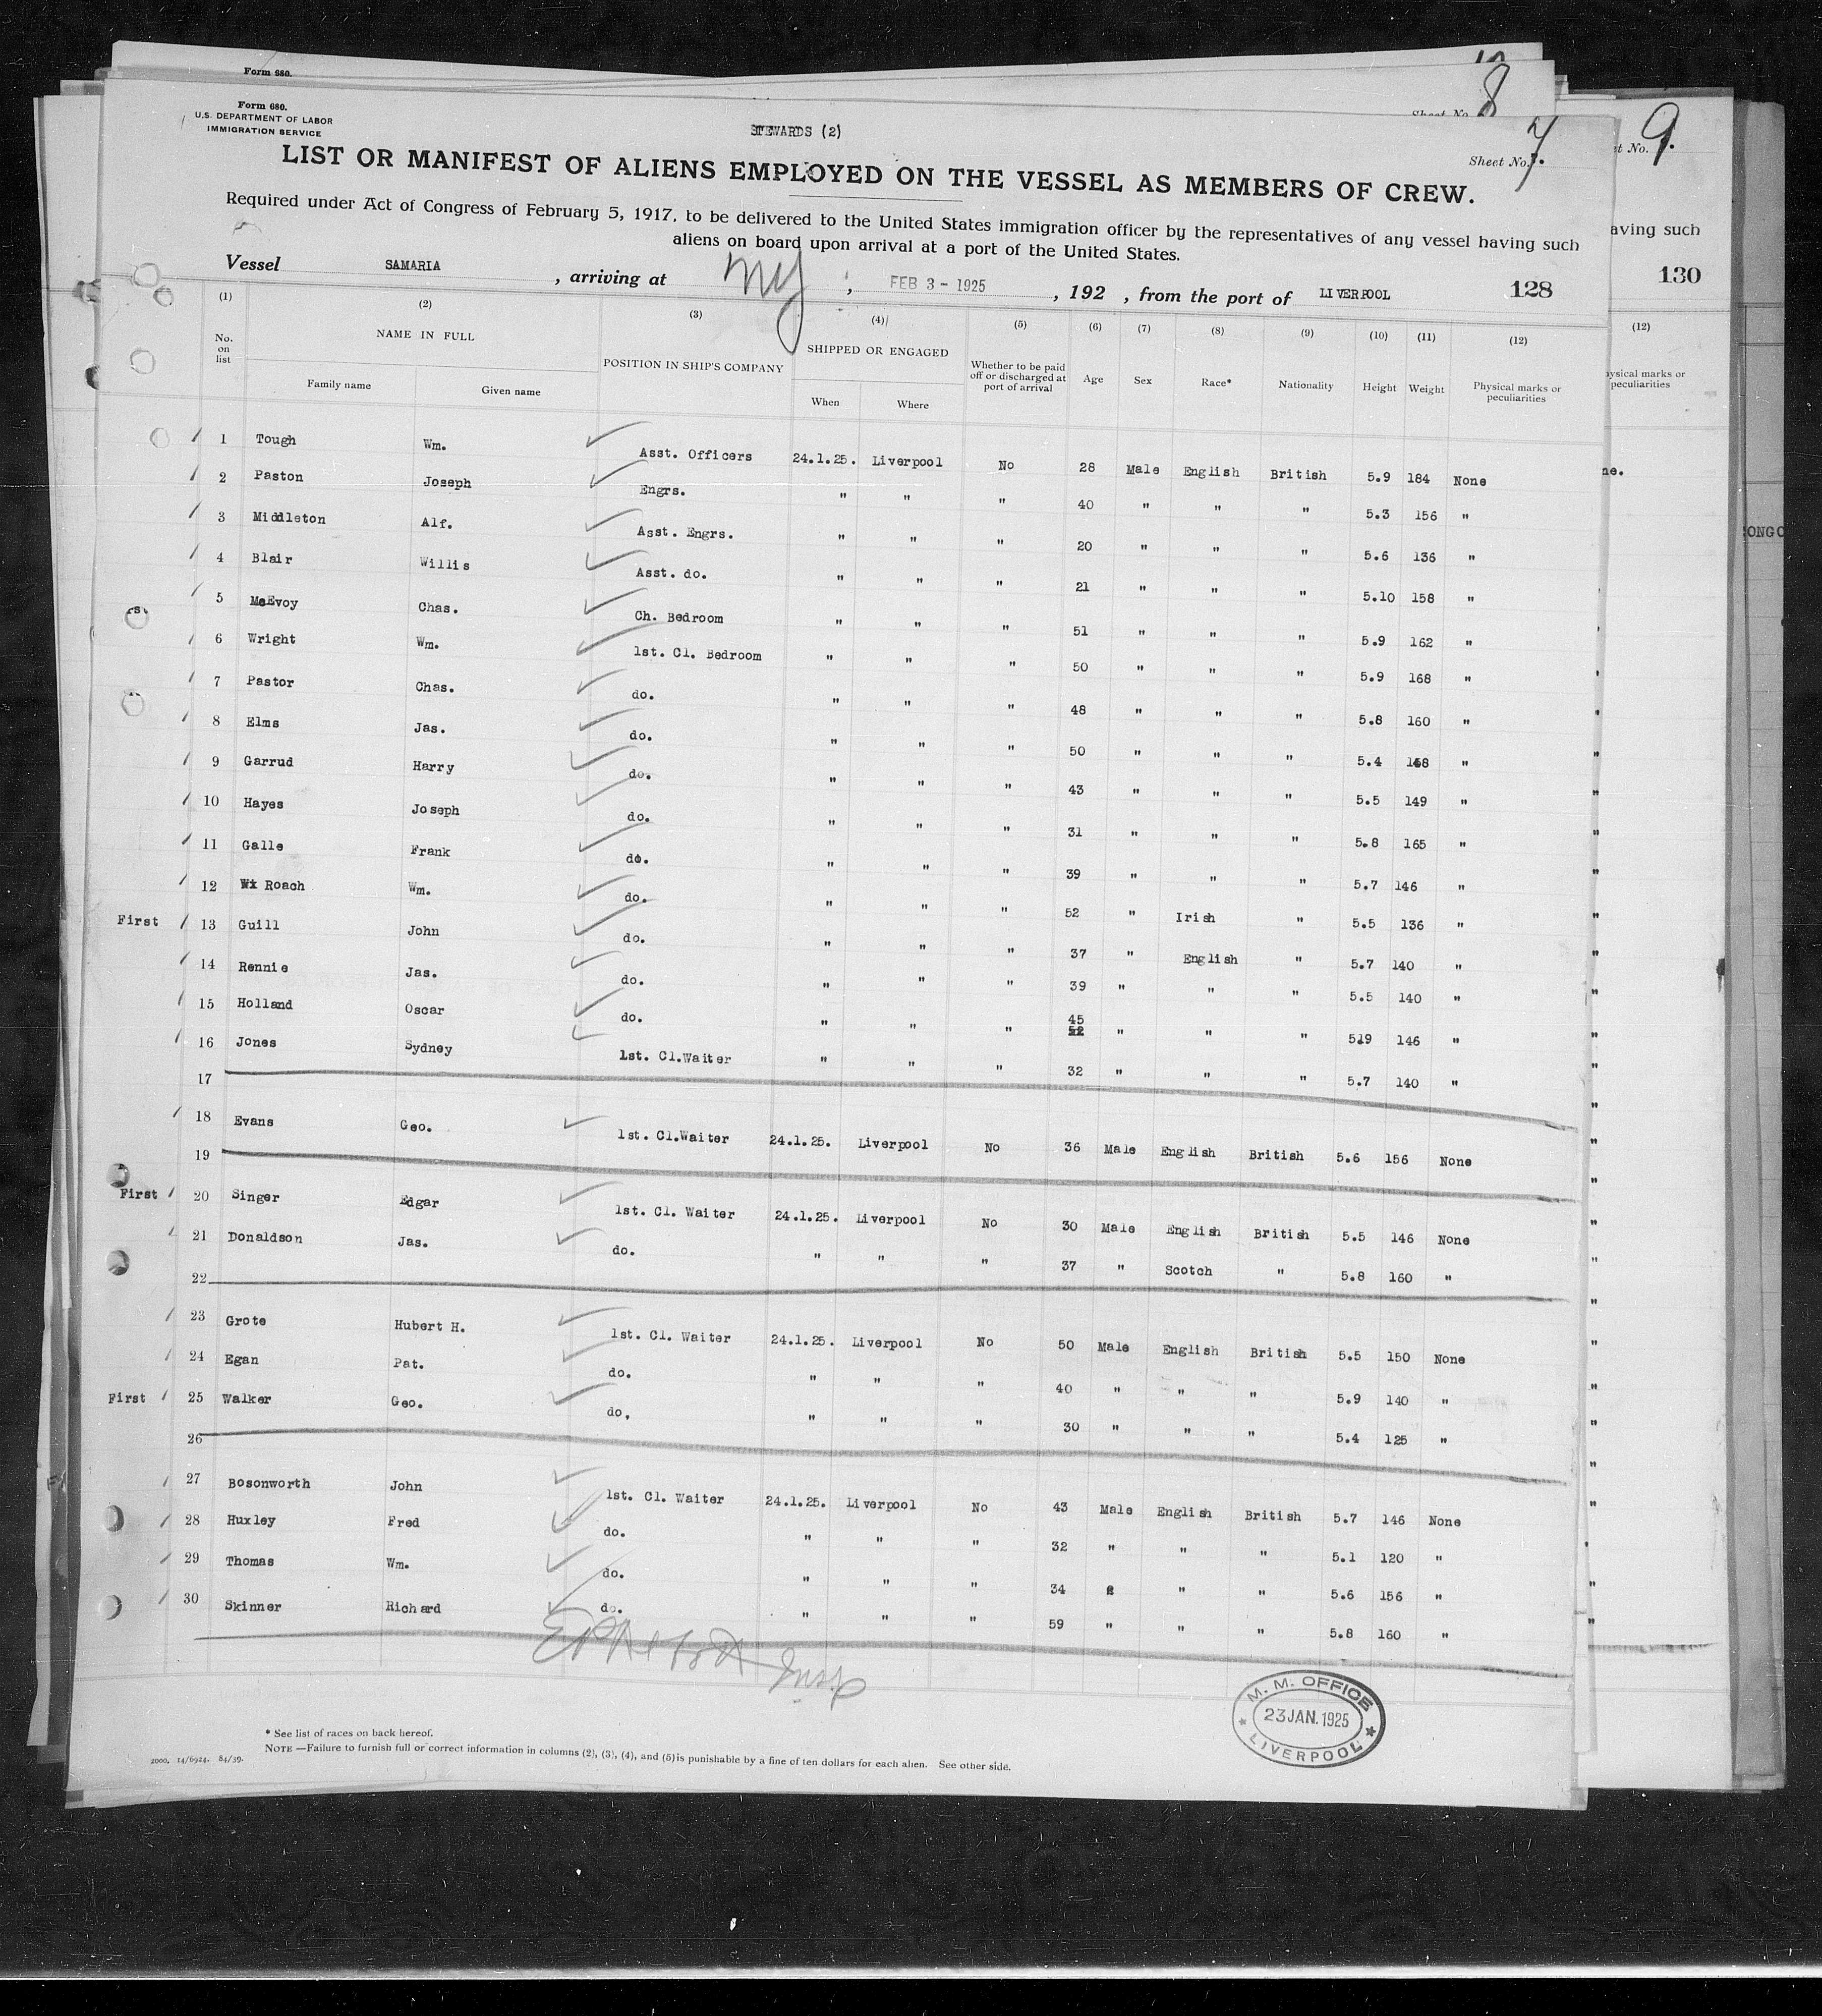 Form 680.
8
Form 680.
U.S. DEPARTMENT OF LABOR
IMMIGRATION SERVICE
STEWARDS (2)
Sheet No. 7.
9.
LIST OR MANIFEST OF ALIENS EMPLOYED ON THE VESSEL AS MEMBERS OF CREW.
Required under Act of Congress of February 5, 1917, to be delivered to the United States immigration officer by the representatives of any vessel having such
aliens on board upon arrival at a port of the United States.
aving such
Vessel SAMARIA , arriving at NY , FEB 3 - 1925 , 192 , from the port of LIVERPOOL 128
130
(1) (2) (3) (4) (5) (6) (7) (8) (9) (10) (11) (12)
No. on list NAME IN FULL POSITION IN SHIP'S COMPANY SHIPPED OR ENGAGED Whether to be paid off or discharged at port of arrival Age Sex Race* Nationality Height Weight Physical marks or peculiarities
Family name Given name When Where
(12)
ysical marks or
peculiarities
1 Tough Wm. Asst. Officers 24.1.25. Liverpool No 28 Male English British 5.9 184 None
2 Paston Joseph Engrs. " " " 40 " " " 5.3 156 "
3 Middleton Alf. Asst. Engrs. " " " 20 " " " 5.6 136 "
4 Blair Willis Asst. do. " " " 21 " " " 5.10 158 "
5 McEvoy Chas. Ch. Bedroom " " " 51 " " " 5.9 162 "
6 Wright Wm. 1st. Cl. Bedroom " " " 50 " " " 5.9 168 "
7 Pastor Chas. do. " " " 48 " " " 5.8 160 "
8 Elms Jas. do. " " " 50 " " " 5.4 "
9 Garrud Harry do. " " " 43 " " " 5.5 149 "
10 Hayes Joseph do. " " " 31 " " " 5.8 165 "
11 Galle Frank do. " " " 39 " " " 5.7 146 "
12 Roach Wm. do. " " " 52 " Irish " 5.5 136 "
First 13 Guill John do. " " " 37 " English " 5.7 140 "
14 Rennie Jas. do. " " " 39 " " " 5.5 140 "
15 Holland Oscar do. " " " 45 " " " 5.9 146 "
16 Jones Sydney 1st. Cl.Waiter " " " 32 " " " 5.7 140 "
17
18 Evans Geo. 1st. Cl.Waiter 24.1.25. Liverpool No 36 Male English British 5.6 156 None
19
First 20 Singer Edgar 1st. Cl. Waiter 24.1.25. Liverpool No 30 Male English British 5.5 146 None
21 Donaldson Jas. do. " " " 37 " Scotch " 5.8 160 "
22
23 Grote Hubert H. 1st. Cl. Waiter 24.1.25. Liverpool No 50 Male English British 5.5 150 None
24 Egan Pat. do. " " " 40 " " " 5.9 140 "
First 25 Walker Geo. do. " " " 30 " " " 5.4 125 "
26
27 Bosonworth John 1st. Cl. Waiter 24.1.25. Liverpool No 43 Male English British 5.7 146 None
28 Huxley Fred do. " " " 32 " " " 5.1 120 "
29 Thomas Wm. do. " " " 34 " " 5.6 156 "
30 Skinner Richard do. " " " 59 " " " 5.8 160 "
M. M. OFFICE
23 JAN. 1925
LIVERPOOL
* See list of races on back hereof.
NOTE —Failure to furnish full or correct information in columns (2), (3), (4), and (5) is punishable by a fine of ten dollars for each alien. See other side.
2000. 14/6924. 84/39.